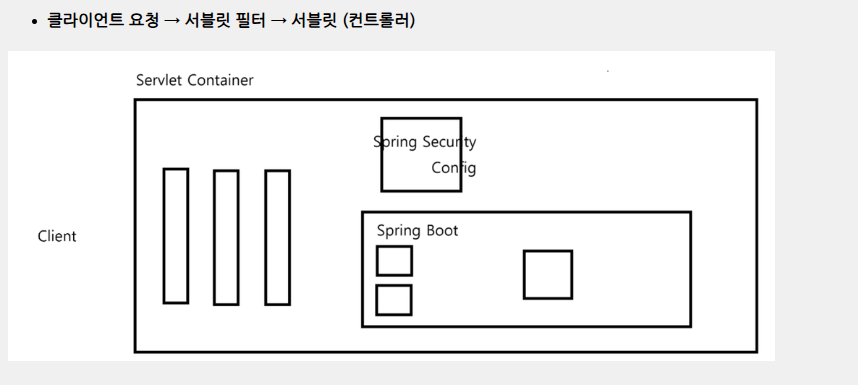 클라이언트 요청 → 서블릿 필터 → 서블릿 (컨트롤러)
Servlet Container
Spring Security
Config
Client
Spring Boot